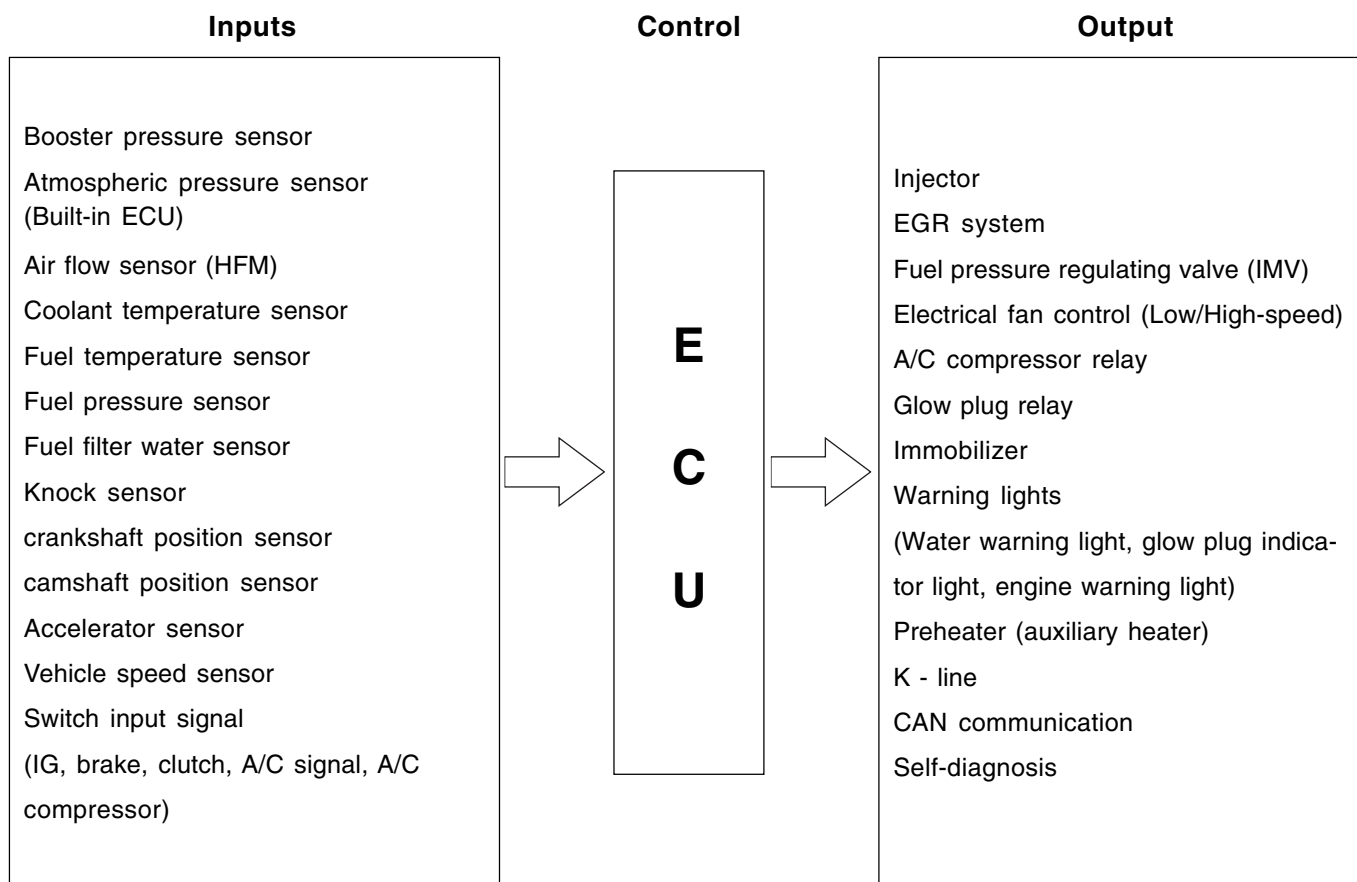 Inputs
Control
Output
Booster pressure sensor
Atmospheric pressure sensor
(Built-in ECU)
Air flow sensor (HFM)
Coolant temperature sensor
Fuel temperature sensor
Fuel pressure sensor
Fuel filter water sensor
Knock sensor
crankshaft position sensor
camshaft position sensor
Accelerator sensor
Vehicle speed sensor
Switch input signal
(IG, brake, clutch, A/C signal, A/C
compressor)
E
C
U
Injector
EGR system
Fuel pressure regulating valve (IMV)
Electrical fan control (Low/High-speed)
A/C compressor relay
Glow plug relay
Immobilizer
Warning lights
(Water warning light, glow plug indica-
tor light, engine warning light)
Preheater (auxiliary heater)
K - line
CAN communication
Self-diagnosis